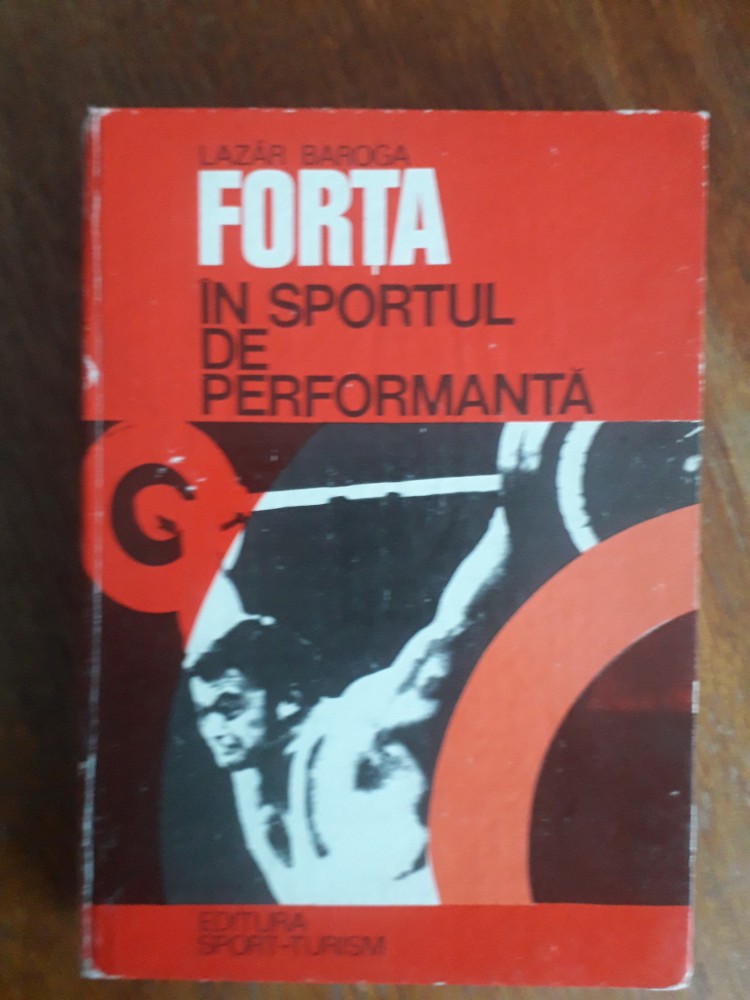 LAZĂR BAROGA
FORȚA
ÎN SPORTUL
DE
PERFORMANȚĂ
EDITURA
SPORT-TURISM